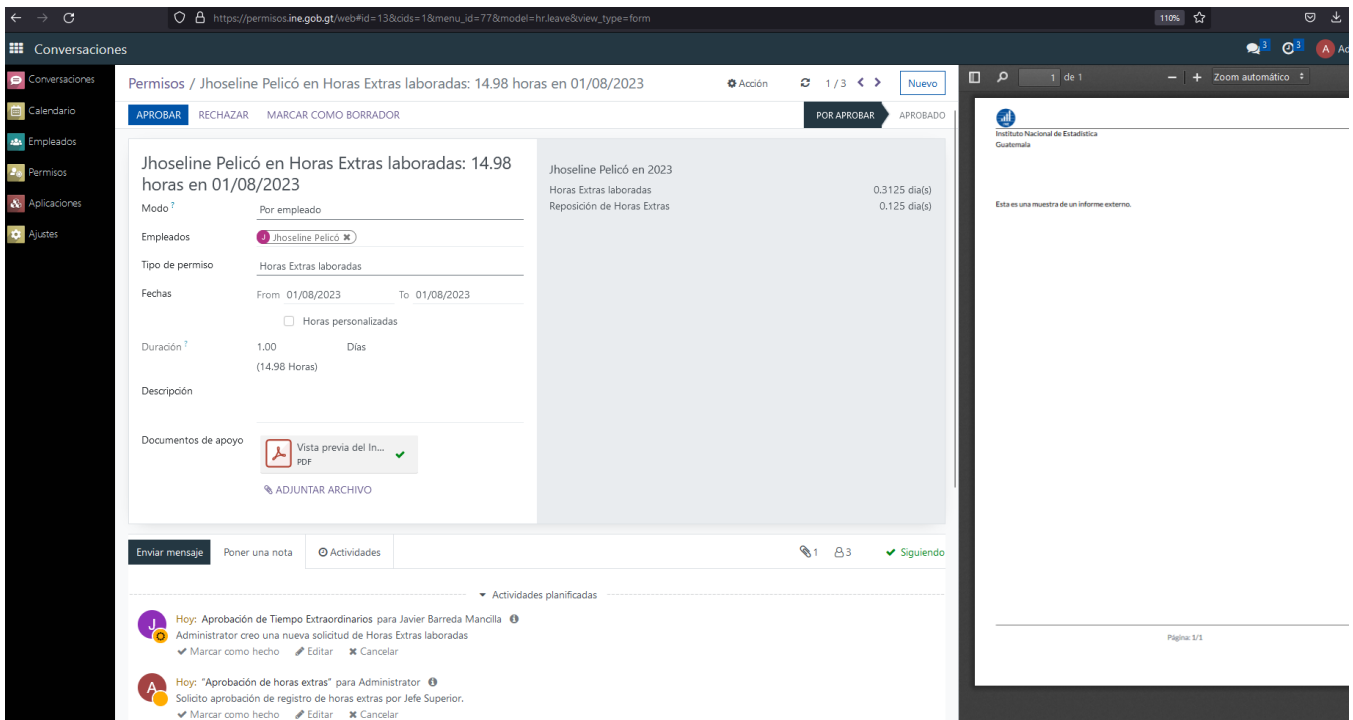 https://permisos.ine.gob.gt/web#id=13&cids=1&menu_id=77&model=hr.leave&view_type=form
110%
Conversaciones
3
3
A
Conversaciones
Calendario
Empleados
Permisos
Aplicaciones
Ajustes
Permisos / Jhoseline Pelicó en Horas Extras laboradas: 14.98 horas en 01/08/2023
Acción
1 / 3
Nuevo
APROBAR RECHAZAR MARCAR COMO BORRADOR
POR APROBAR APROBADO
Jhoseline Pelicó en Horas Extras laboradas: 14.98
horas en 01/08/2023
Modo ? Por empleado
Empleados J Jhoseline Pelicó
Tipo de permiso Horas Extras laboradas
Fechas From 01/08/2023 To 01/08/2023
Horas personalizadas
Duración ? 1.00 Días
(14.98 Horas)
Descripción
Documentos de apoyo
Vista previa del In...
PDF
ADJUNTAR ARCHIVO
Jhoseline Pelicó en 2023
Horas Extras laboradas 0.3125 dia(s)
Reposición de Horas Extras 0.125 dia(s)
Enviar mensaje Poner una nota Actividades
1 3 Siguiendo
Actividades planificadas
J
Hoy: Aprobación de Tiempo Extraordinarios para Javier Barreda Mancilla
Administrator creo una nueva solicitud de Horas Extras laboradas
Marcar como hecho Editar Cancelar
A
Hoy: "Aprobación de horas extras" para Administrator
Solicito aprobación de registro de horas extras por Jefe Superior.
Marcar como hecho Editar Cancelar
1 de 1
Zoom automático
Instituto Nacional de Estadística
Guatemala
Esta es una muestra de un informe externo.
Página: 1/1